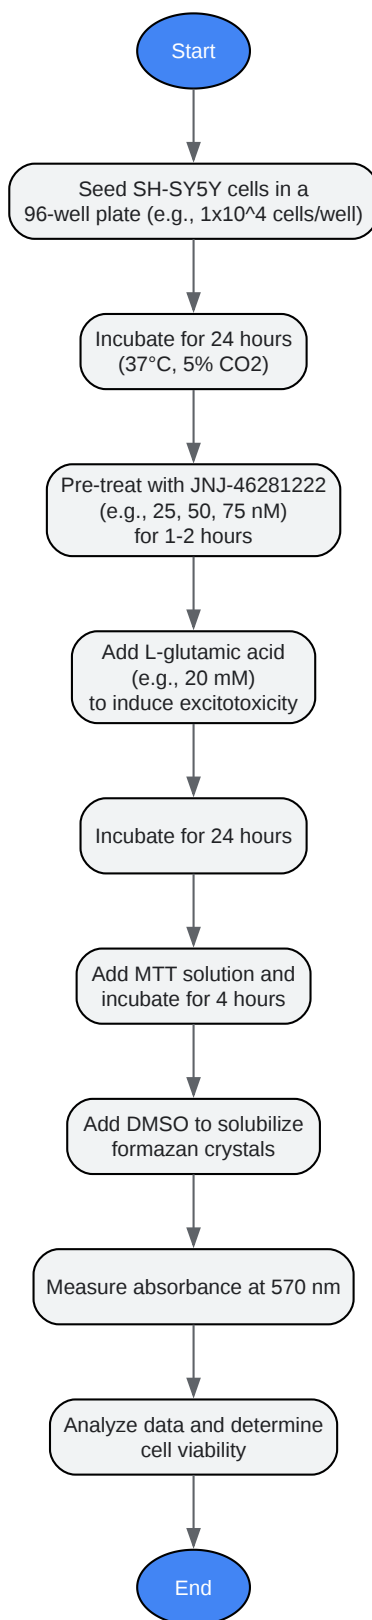 Start
Seed SH-SY5Y cells in a
96-well plate (e.g., 1x10^4 cells/well)
Incubate for 24 hours
(37°C, 5% CO2)
Pre-treat with JNJ-46281222
(e.g., 25, 50, 75 nM)
for 1-2 hours
Add L-glutamic acid
(e.g., 20 mM)
to induce excitotoxicity
Incubate for 24 hours
Add MTT solution and
incubate for 4 hours
Add DMSO to solubilize
formazan crystals
Measure absorbance at 570 nm
Analyze data and determine
cell viability
End